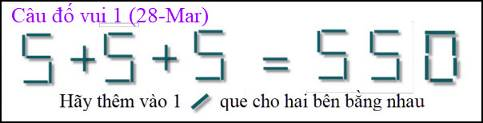 Câu đố vui 1 (28-Mar)
5+5+5 = 550
Hãy thêm vào 1 que cho hai bên bằng nhau